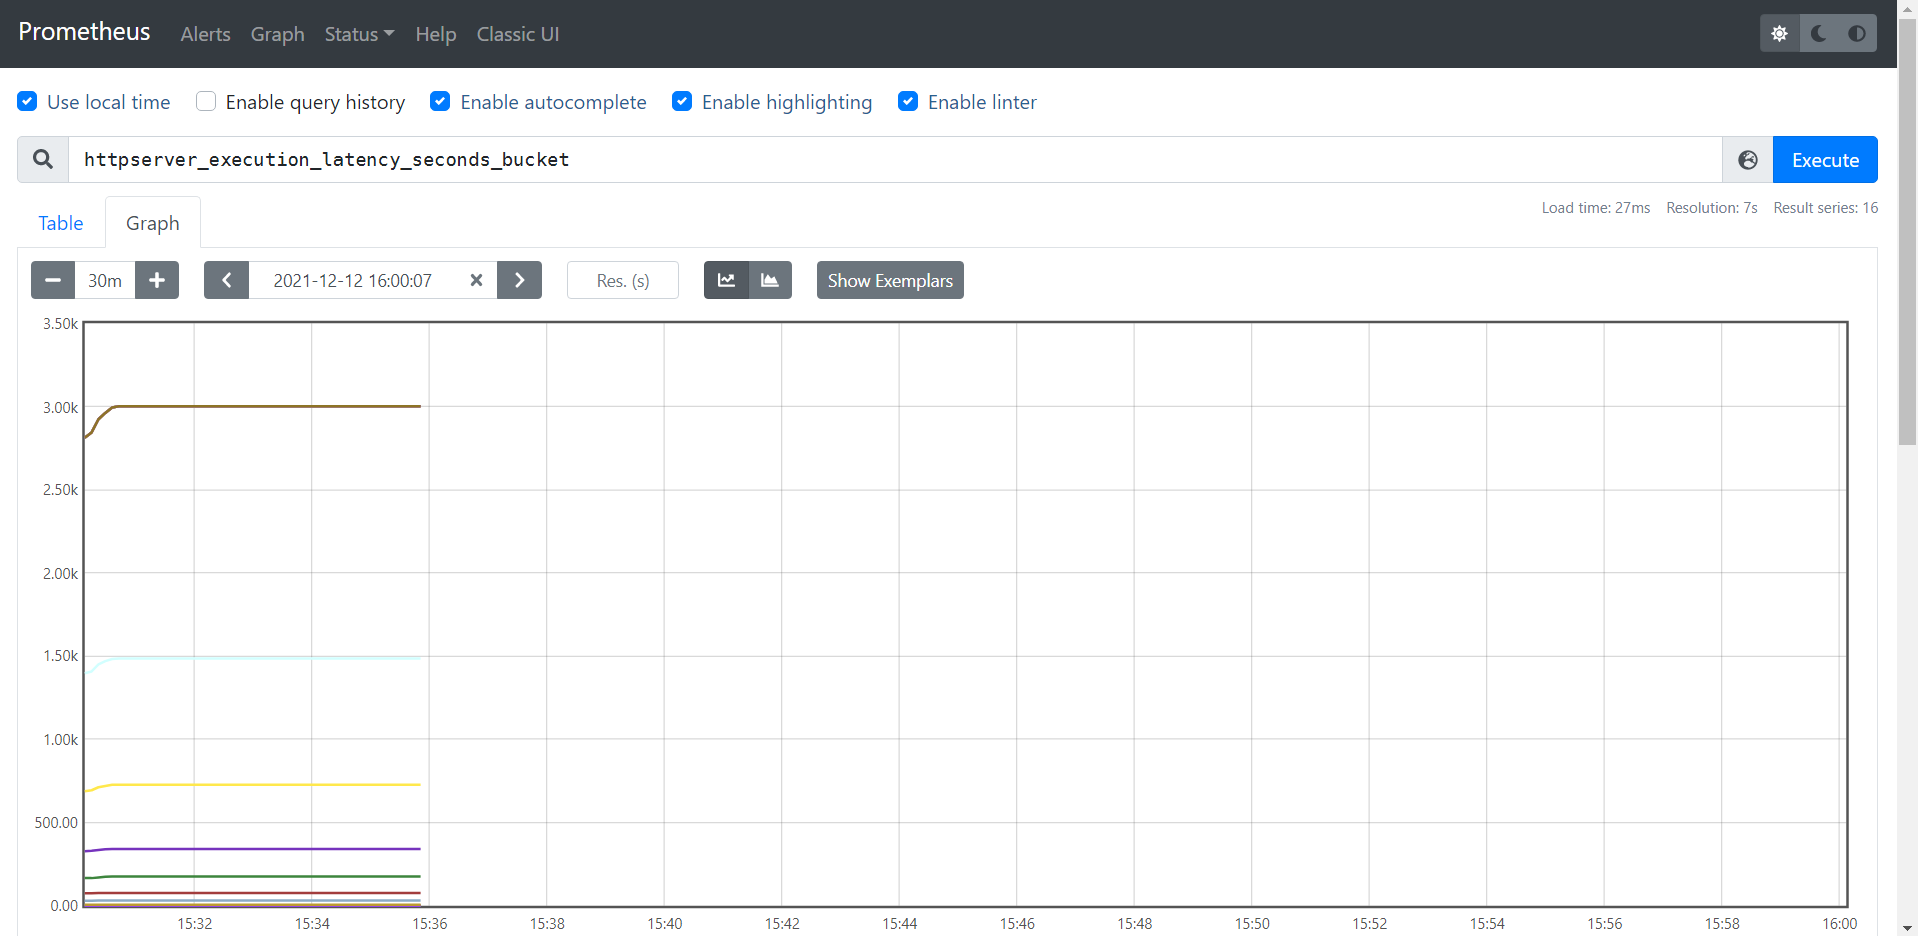 Prometheus Alerts Graph Status Help Classic UI
Use local time Enable query history Enable autocomplete Enable highlighting Enable linter
httpserver_execution_latency_seconds_bucket Execute
Table Graph Load time: 27ms Resolution: 7s Result series: 16
30m 2021-12-12 16:00:07 Res. (s) Show Exemplars
3.50k
3.00k
2.50k
2.00k
1.50k
1.00k
500.00
0.00
15:32 15:34 15:36 15:38 15:40 15:42 15:44 15:46 15:48 15:50 15:52 15:54 15:56 15:58 16:00